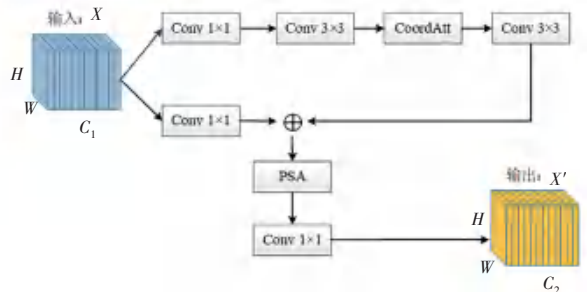 输入 X
Conv 1×1
Conv 3×3
CoordAtt
Conv 3×3
H
W
C₁
Conv 1×1
PSA
Conv 1×1
输出 X′
H
W
C₂